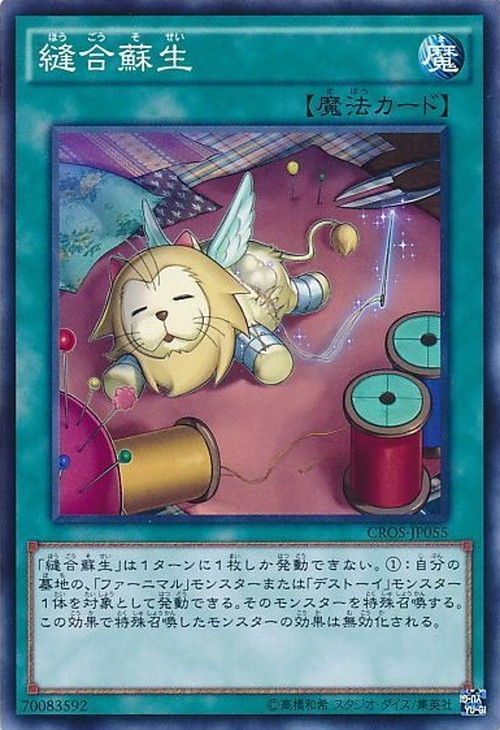 縫合蘇生
魔
【魔法カード】
CROS-JP055
「縫合蘇生」は1ターンに1枚しか発動できない。①:自分の
墓地の、「ファーニマル」モンスターまたは「デストーイ」モンスター
1体を対象として発動できる。そのモンスターを特殊召喚する。
この効果で特殊召喚したモンスターの効果は無効化される。
70083592
©高橋和希 スタジオ・ダイス/集英社